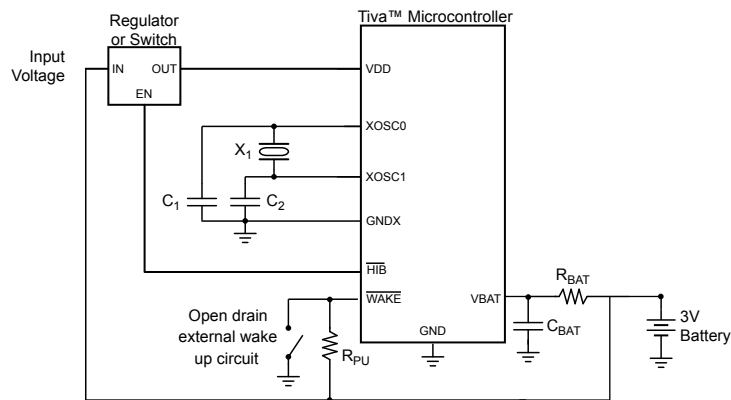 Tiva™ Microcontroller
Regulator
or Switch
Input
Voltage
IN
OUT
EN
VDD
XOSC0
X1
XOSC1
C1
C2
GNDX
HIB
WAKE
VBAT
RBAT
Open drain
external wake
up circuit
RPU
GND
CBAT
3V
Battery